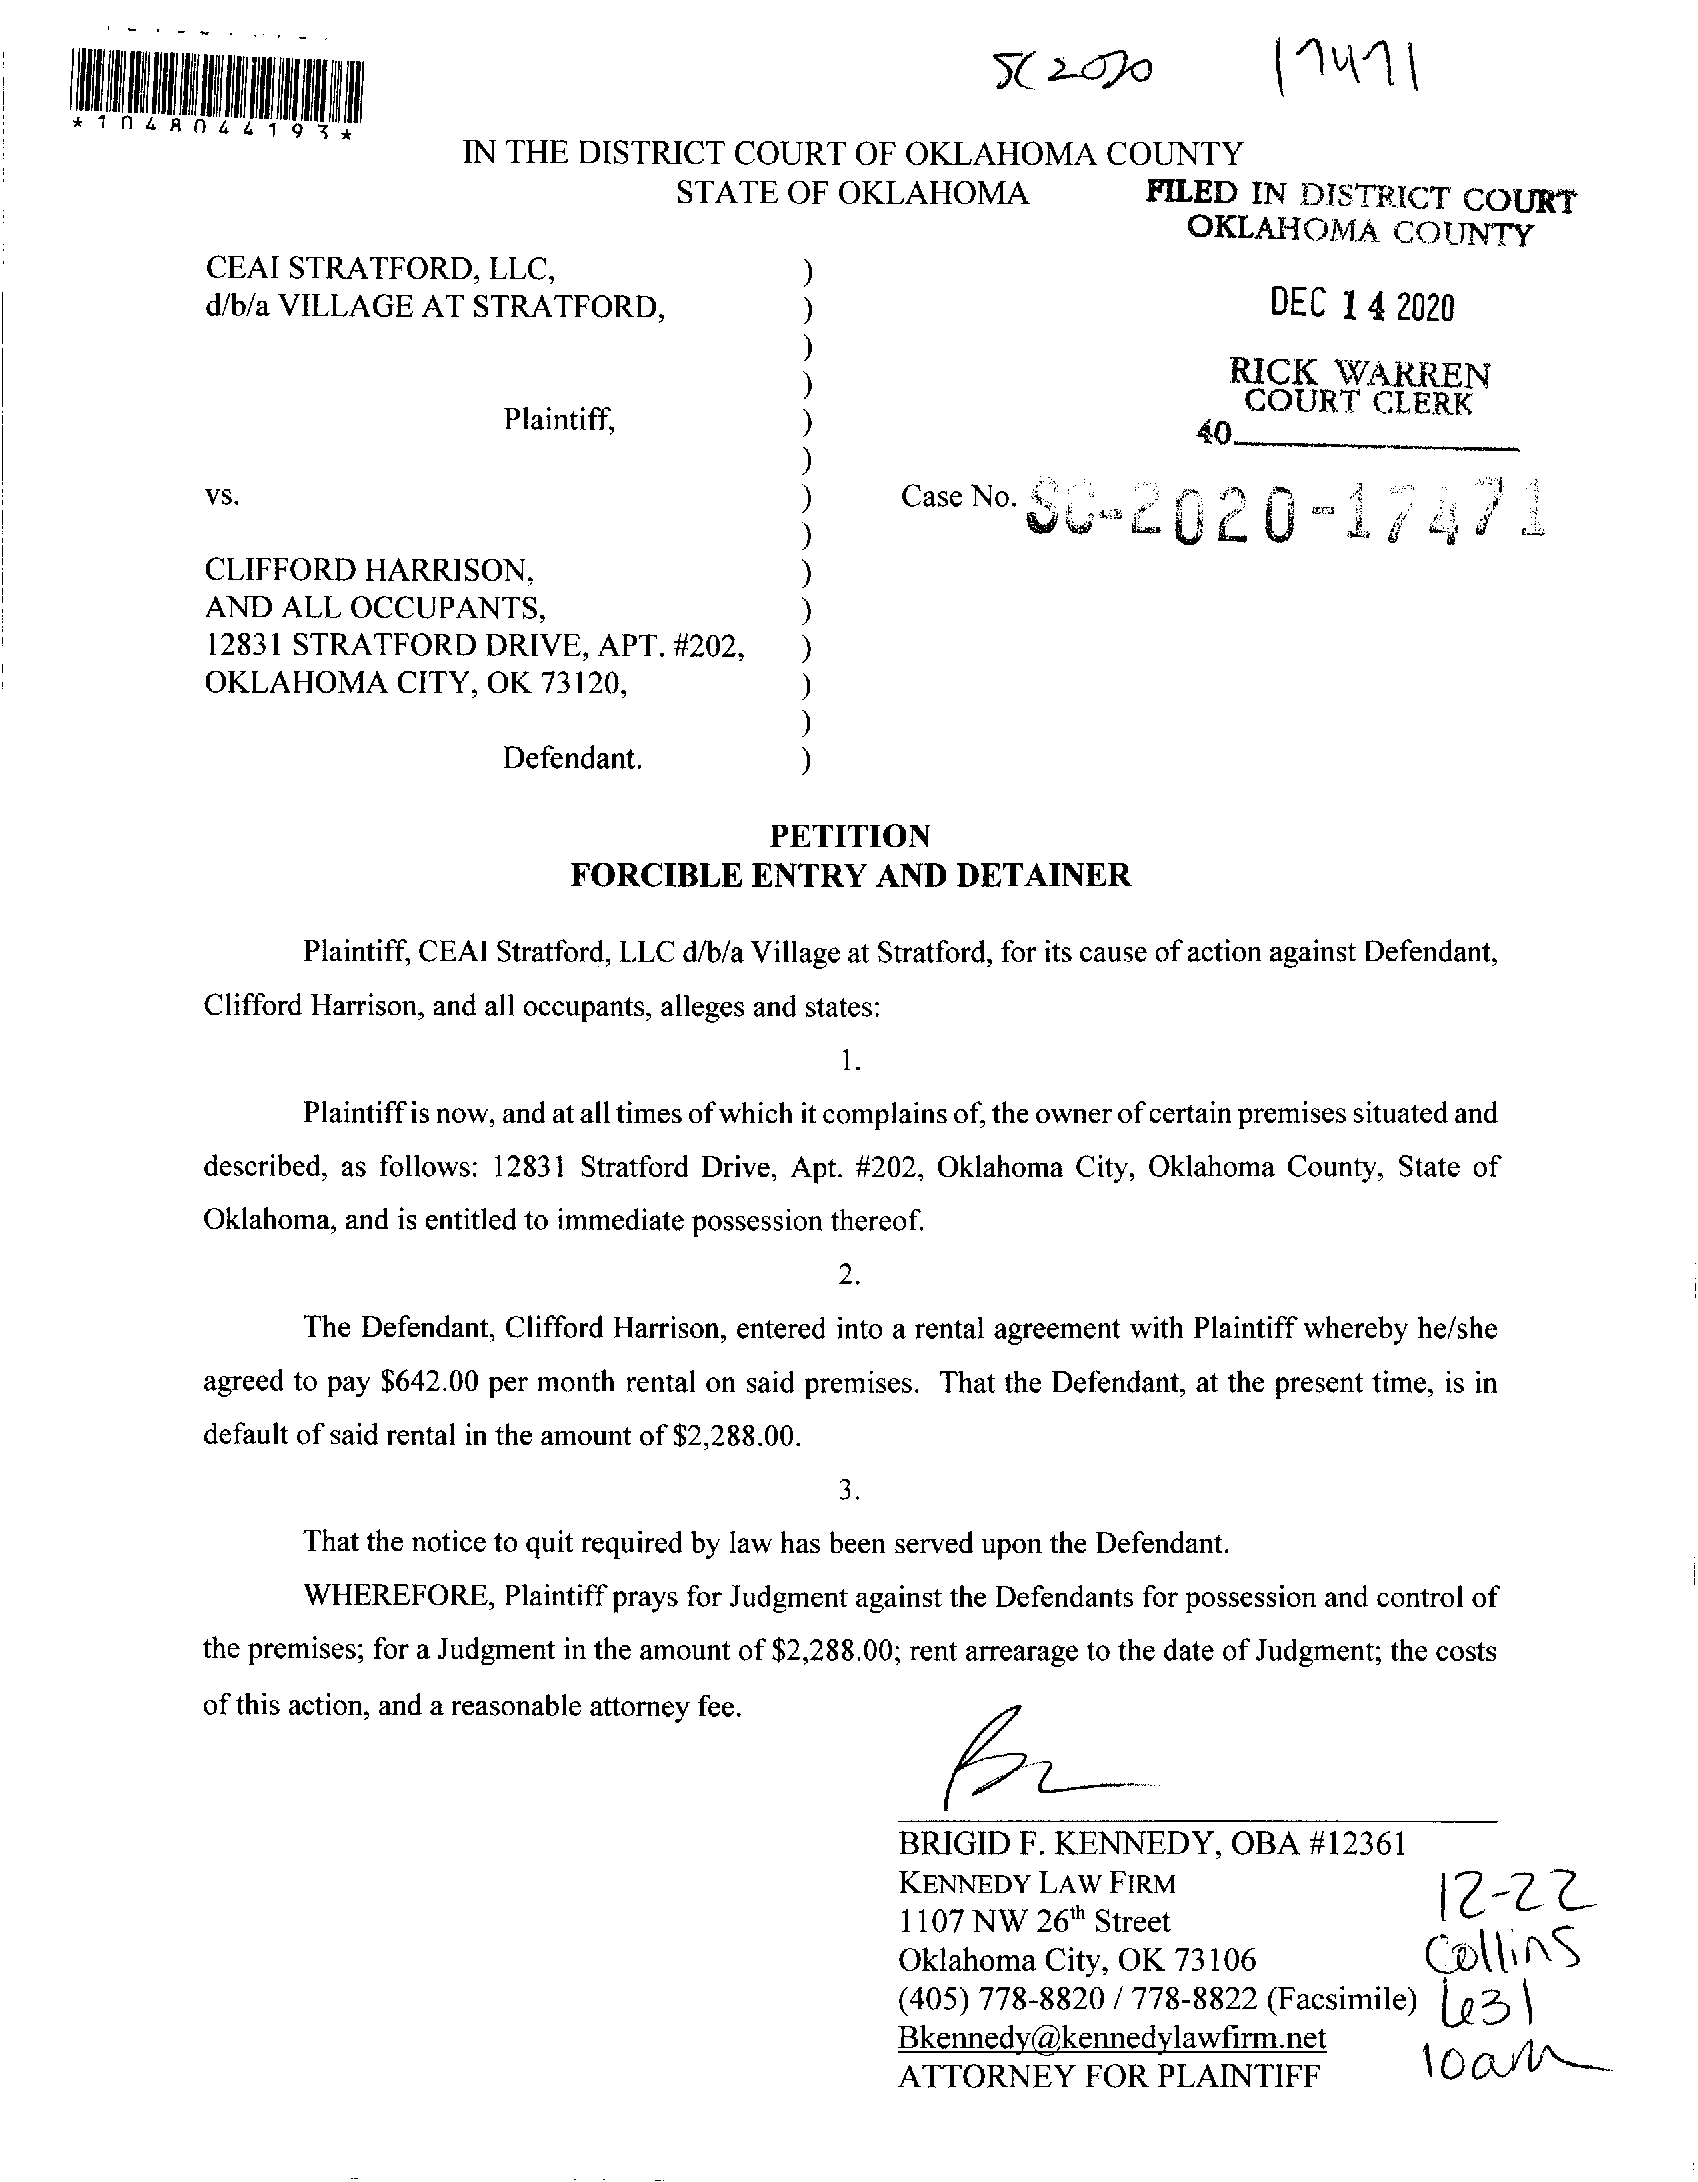 SC 2020 17471
*1048044193*
IN THE DISTRICT COURT OF OKLAHOMA COUNTY
STATE OF OKLAHOMA
FILED IN DISTRICT COURT
OKLAHOMA COUNTY
DEC 14 2020
RICK WARREN
COURT CLERK
40
CEAI STRATFORD, LLC, )
d/b/a VILLAGE AT STRATFORD, )
)
)
Plaintiff, )
)
vs. ) Case No. SC-2020-17471
)
CLIFFORD HARRISON, )
AND ALL OCCUPANTS, )
12831 STRATFORD DRIVE, APT. #202, )
OKLAHOMA CITY, OK 73120, )
)
Defendant. )
PETITION
FORCIBLE ENTRY AND DETAINER
Plaintiff, CEAI Stratford, LLC d/b/a Village at Stratford, for its cause of action against Defendant,
Clifford Harrison, and all occupants, alleges and states:
1.
Plaintiff is now, and at all times of which it complains of, the owner of certain premises situated and
described, as follows: 12831 Stratford Drive, Apt. #202, Oklahoma City, Oklahoma County, State of
Oklahoma, and is entitled to immediate possession thereof.
2.
The Defendant, Clifford Harrison, entered into a rental agreement with Plaintiff whereby he/she
agreed to pay $642.00 per month rental on said premises. That the Defendant, at the present time, is in
default of said rental in the amount of $2,288.00.
3.
That the notice to quit required by law has been served upon the Defendant.
WHEREFORE, Plaintiff prays for Judgment against the Defendants for possession and control of
the premises; for a Judgment in the amount of $2,288.00; rent arrearage to the date of Judgment; the costs
of this action, and a reasonable attorney fee.
BRIGID F. KENNEDY, OBA #12361
KENNEDY LAW FIRM
1107 NW 26th Street
Oklahoma City, OK 73106
(405) 778-8820 / 778-8822 (Facsimile)
Bkennedy@kennedylawfirm.net
ATTORNEY FOR PLAINTIFF
12-22
Collins
631
10am